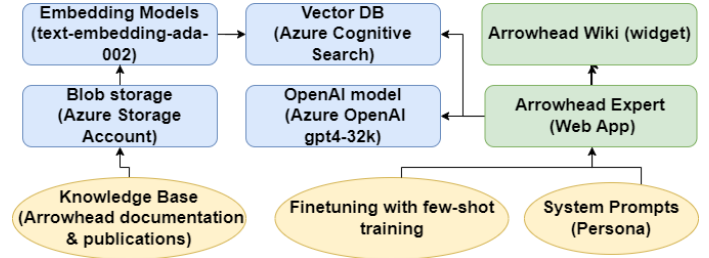 Embedding Models
(text-embedding-ada-
002)
Vector DB
(Azure Cognitive
Search)
Arrowhead Wiki (widget)
Blob storage
(Azure Storage
Account)
OpenAI model
(Azure OpenAI
gpt4-32k)
Arrowhead Expert
(Web App)
Knowledge Base
(Arrowhead documentation
& publications)
Finetuning with few-shot
training
System Prompts
(Persona)